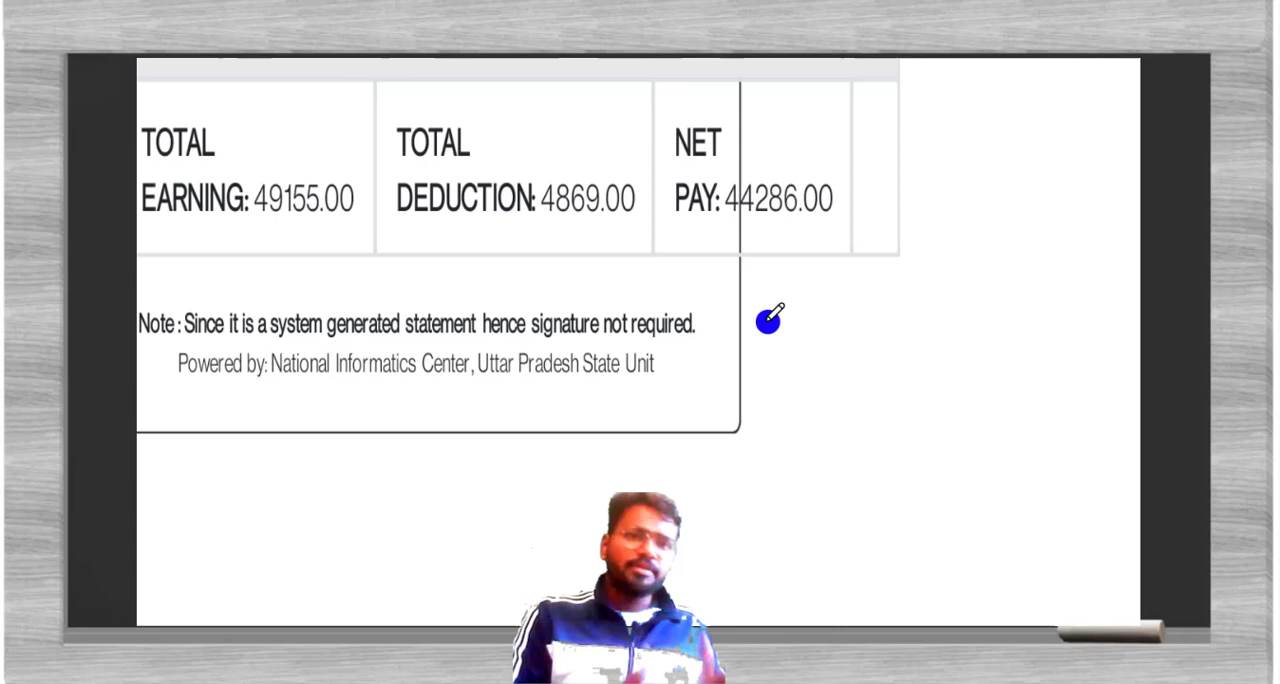 TOTAL
EARNING: 49155.00
TOTAL
DEDUCTION: 4869.00
NET
PAY: 44286.00
Note : Since it is a system generated statement hence signature not required.
Powered by: National Informatics Center, Uttar Pradesh State Unit